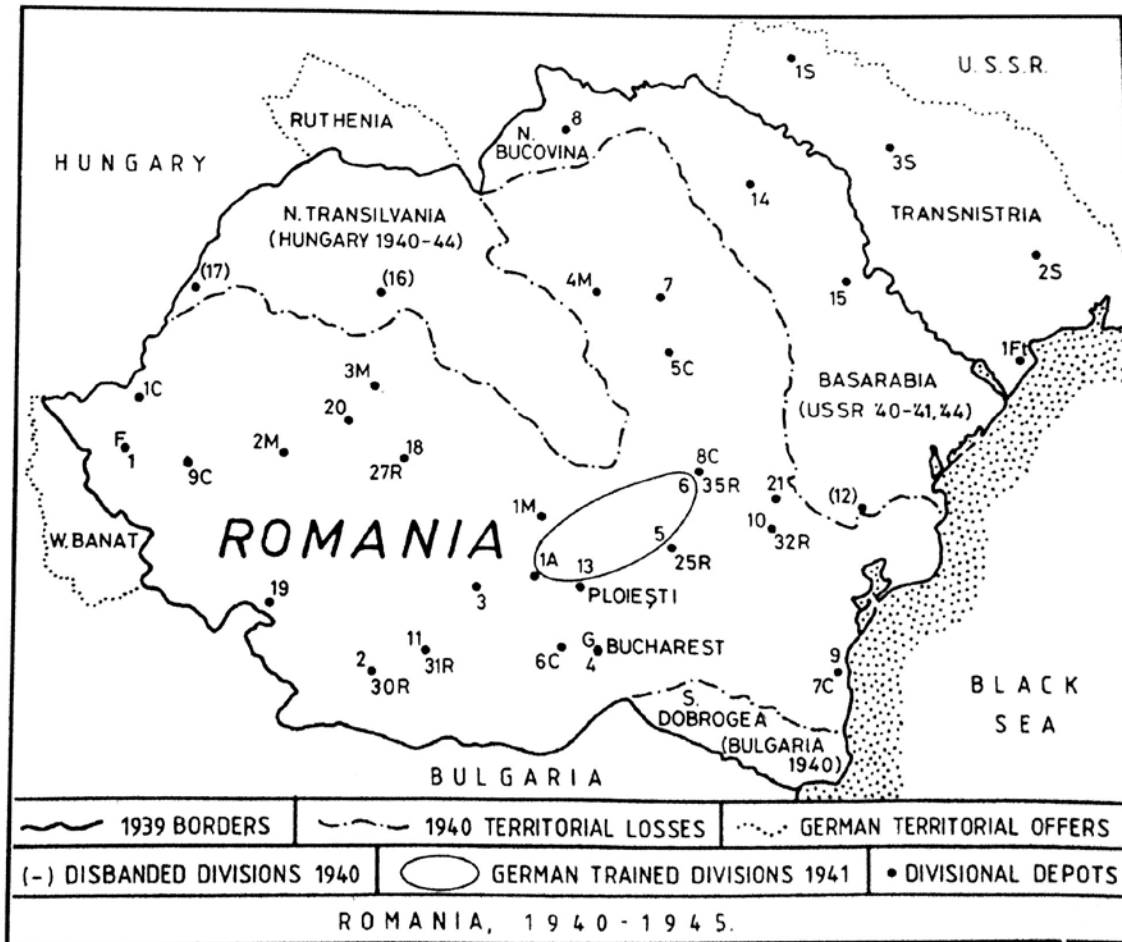 1S
U.S.S.R.
RUTHENIA
8
N.
BUCOVINA
HUNGARY
3S
14
N. TRANSILVANIA
(HUNGARY 1940-44)
TRANSNISTRIA
2S
(17)
(16)
4M
7
15
1Ft
5C
3M
1C
BASARABIA
(USSR '40-'41,'44)
20
F
1
2M
18
27R
9C
8C
6
35R
21
(12)
1M
10
32R
W. BANAT
ROMANIA
5
25R
1A
13
PLOIEȘTI
19
3
11
31R
6C
G
4
BUCHAREST
2
30R
9
7C
BLACK
SEA
S.
DOBROGEA
(BULGARIA
1940)
BULGARIA
1939 BORDERS
1940 TERRITORIAL LOSSES
GERMAN TERRITORIAL OFFERS
(-) DISBANDED DIVISIONS 1940
GERMAN TRAINED DIVISIONS 1941
• DIVISIONAL DEPOTS
ROMANIA, 1940-1945.